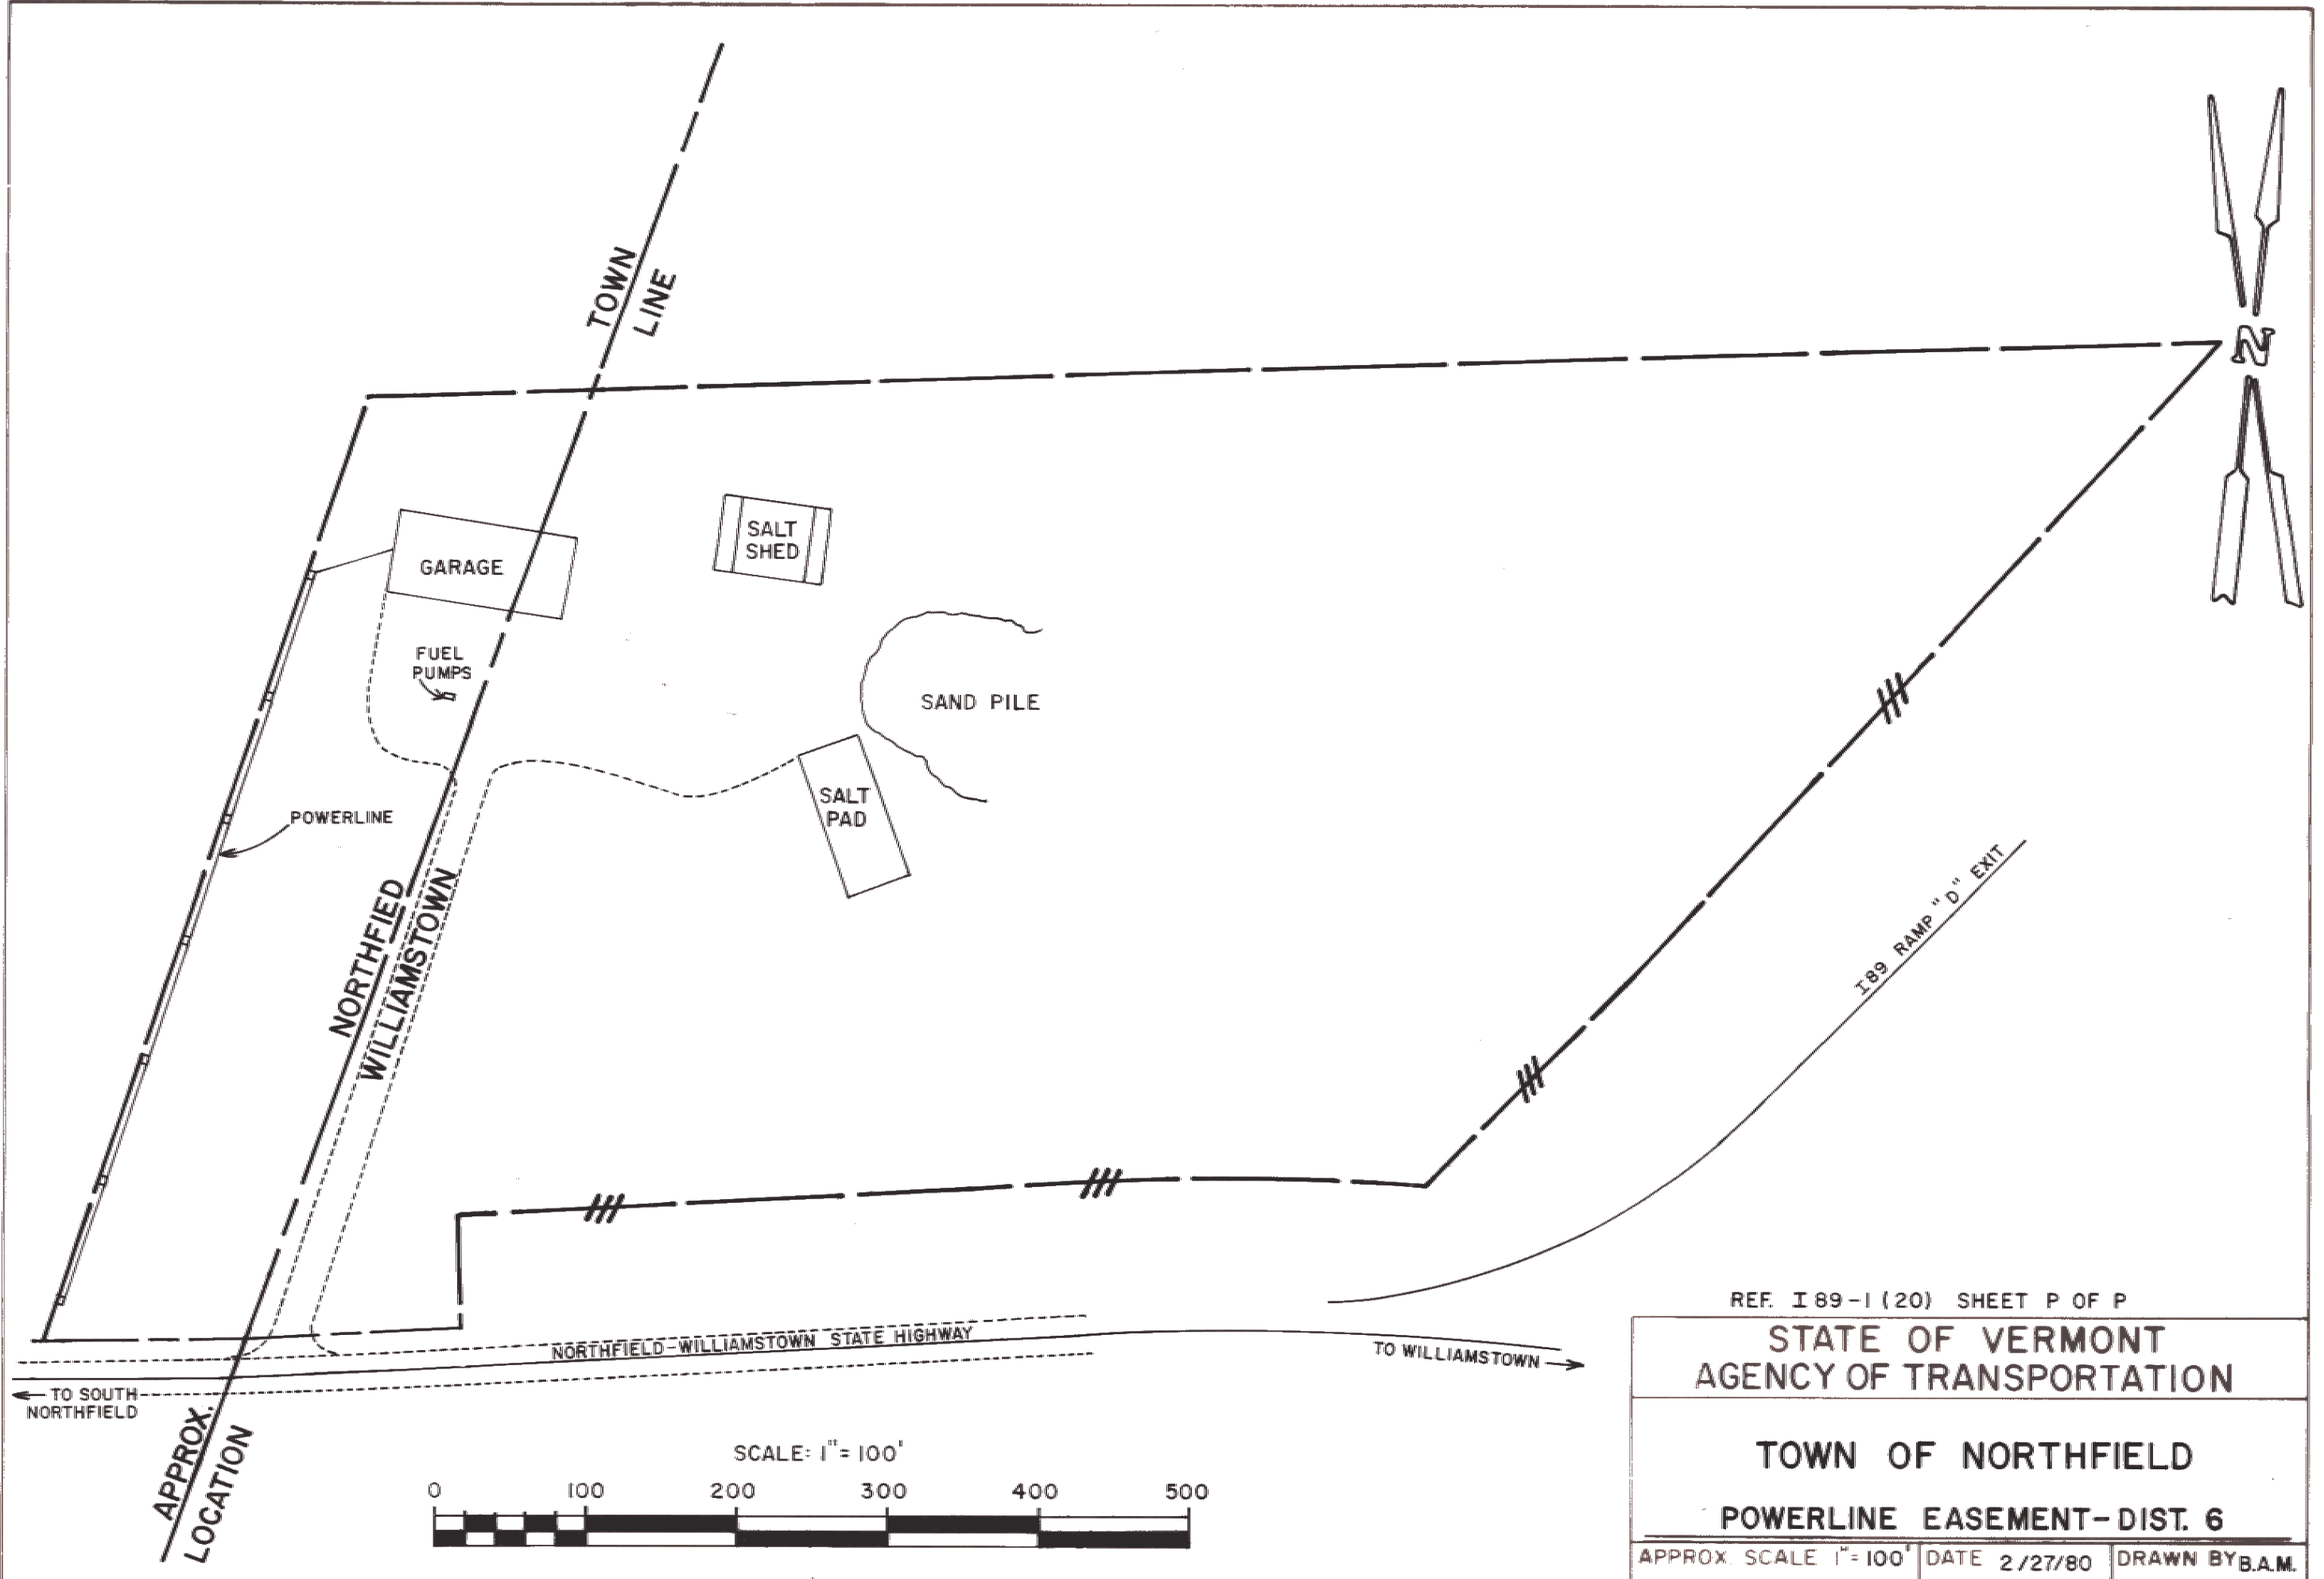 TOWN
LINE
N
SALT
SHED
GARAGE
FUEL
PUMPS
SAND PILE
SALT
PAD
POWERLINE
NORTHFIED
WILLIAMSTOWN
I89 RAMP "D" EXIT
NORTHFIELD-WILLIAMSTOWN STATE HIGHWAY
TO WILLIAMSTOWN
TO SOUTH
NORTHFIELD
APPROX.
LOCATION
SCALE: 1"=100'
0 100 200 300 400 500
REF. I 89-1(20) SHEET P OF P
STATE OF VERMONT
AGENCY OF TRANSPORTATION
TOWN OF NORTHFIELD
POWERLINE EASEMENT-DIST. 6
APPROX. SCALE 1"=100' DATE 2/27/80 DRAWN BY B.A.M.